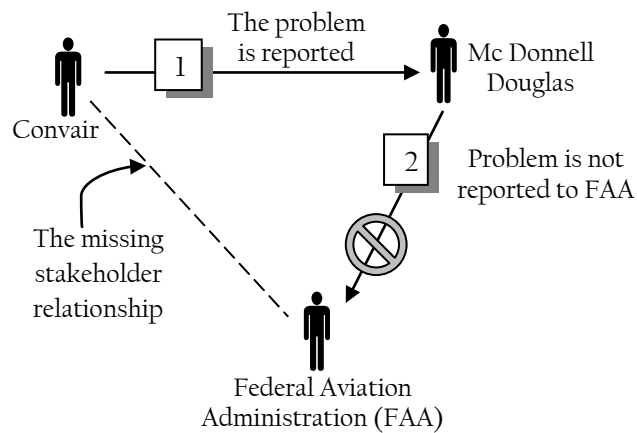 The problem
is reported
1
Mc Donnell
Douglas
Convair
2
Problem is not
reported to FAA
The missing
stakeholder
relationship
Federal Aviation
Administration (FAA)